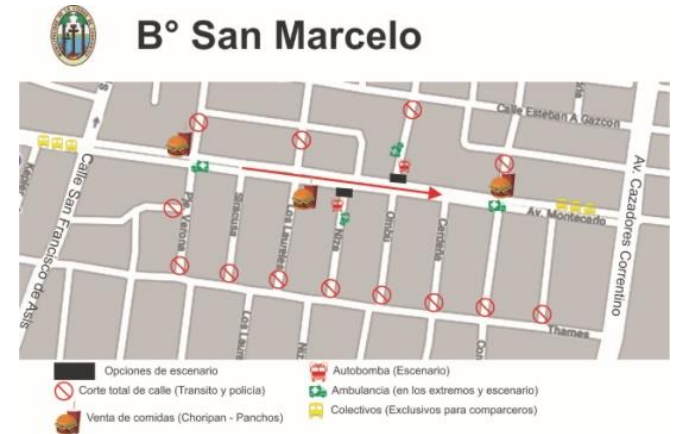 B° San Marcelo
Calle Esteban A Gazcon
Av. Cazadores Correntino
Calle San Francisco de Asis
Av. Montecarlo
Pje. Verona
Siracusa
Los Laureles
Niza
Ombú
Cerdeña
Thames
Los Laure
Niz
Opciones de escenario
Autobomba (Escenario)
Corte total de calle (Transito y policía)
Ambulancia (en los extremos y escenario)
Venta de comidas (Choripan - Panchos)
Colectivos (Exclusivos para comparceros)